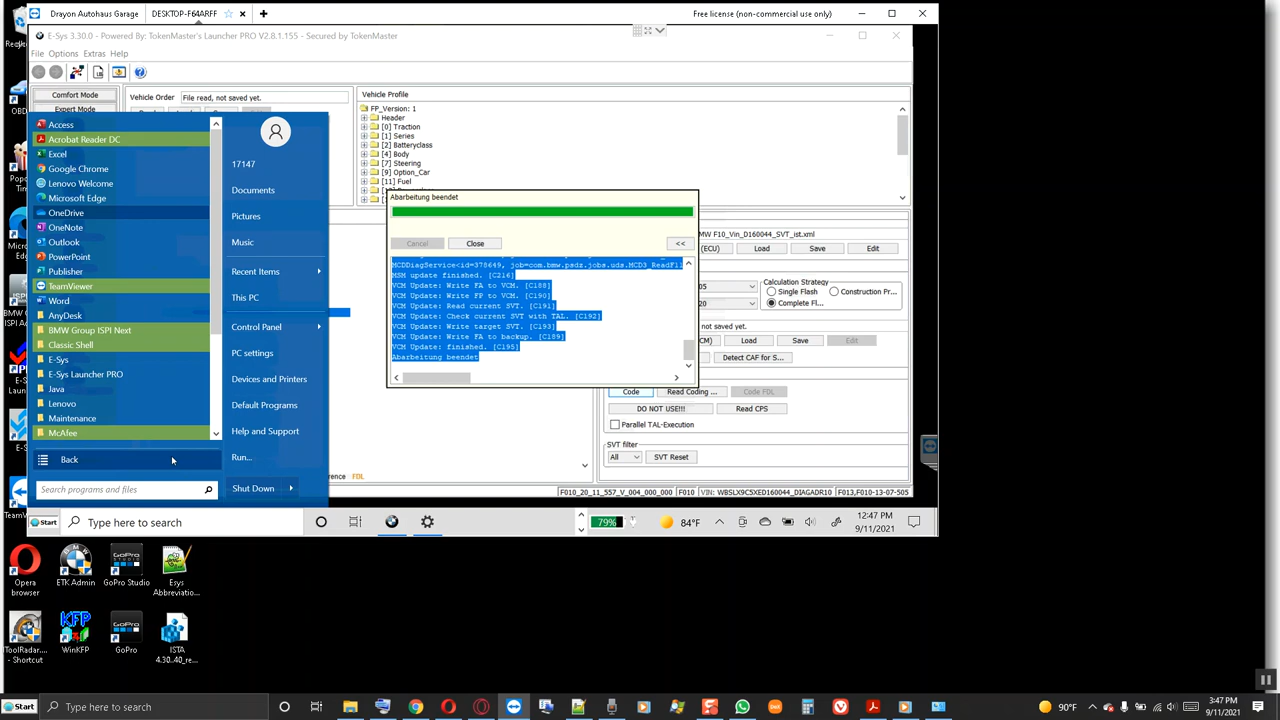 Drayon Autohaus Garage
DESKTOP-F64ARFF
Free license (non-commercial use only)
E-Sys 3.30.0 - Powered By: TokenMaster's Launcher PRO V2.8.1.155 - Secured by TokenMaster
File Options Extras Help
Comfort Mode
Expert Mode
Vehicle Order
File read, not saved yet.
Vehicle Profile
FP_Version: 1
Header
[0] Traction
[1] Series
[2] Batteryclass
[4] Body
[7] Steering
[9] Option_Car
[11] Fuel
Access
Acrobat Reader DC
Excel
Google Chrome
Lenovo Welcome
Microsoft Edge
OneDrive
OneNote
Outlook
PowerPoint
Publisher
TeamViewer
Word
AnyDesk
BMW Group ISPI Next
Classic Shell
E-Sys
E-Sys Launcher PRO
Java
Lenovo
Maintenance
McAfee
Back
Search programs and files
17147
Documents
Pictures
Music
Recent Items
This PC
Control Panel
PC settings
Devices and Printers
Default Programs
Help and Support
Run...
Shut Down
Abarbeitung beendet
Cancel
Close
<<
MCDDiagService<id=378649, job=com.bmw.psdz.jobs.uds.MCD3_ReadFll
MSM update finished. [C216]
VCM Update: Write FA to VCM. [C188]
VCM Update: Write FP to VCM. [C190]
VCM Update: Read current SVT. [C191]
VCM Update: Check current SVT with TAL. [C192]
VCM Update: Write target SVT. [C193]
VCM Update: Write FA to backup. [C189]
VCM Update: finished. [C195]
Abarbeitung beendet
MW F10_Vin_D160044_SVT_ist.xml
(ECU)
Load
Save
Edit
Calculation Strategy
05
Single Flash
Construction Pr...
20
Complete Fl...
not saved yet.
CM)
Load
Save
Edit
Detect CAF for S...
Code
Read Coding ...
Code FDL
DO NOT USE!!!
Read CPS
Parallel TAL-Execution
SVT filter
All
SVT Reset
erence
FDL
F010_20_11_557_V_004_000_000
F010
VIN: WBSLX9C5XED160044_DIAGADR10
F013,F010-13-07-505
Start
Type here to search
79%
84°F
12:47 PM
9/11/2021
Opera browser
ETK Admin
GoPro Studio
Esys Abbreviatio...
IToolRadar.... - Shortcut
WinKFP
GoPro
ISTA 4.30..40_re...
Start
Type here to search
90°F
3:47 PM
9/11/2021